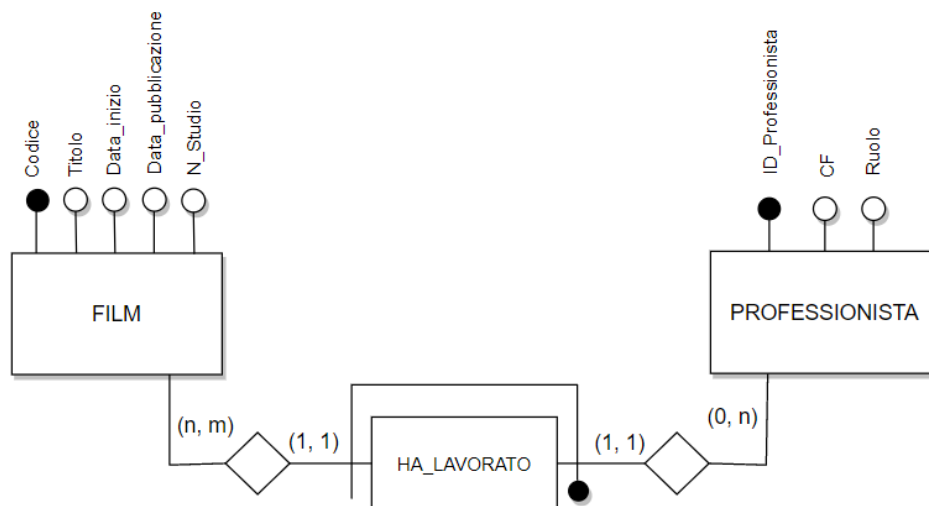 Codice
Titolo
Data_inizio
Data_pubblicazione
N_Studio
ID_Professionista
CF
Ruolo
FILM
PROFESSIONISTA
(n, m)
(1, 1)
HA_LAVORATO
(1, 1)
(0, n)